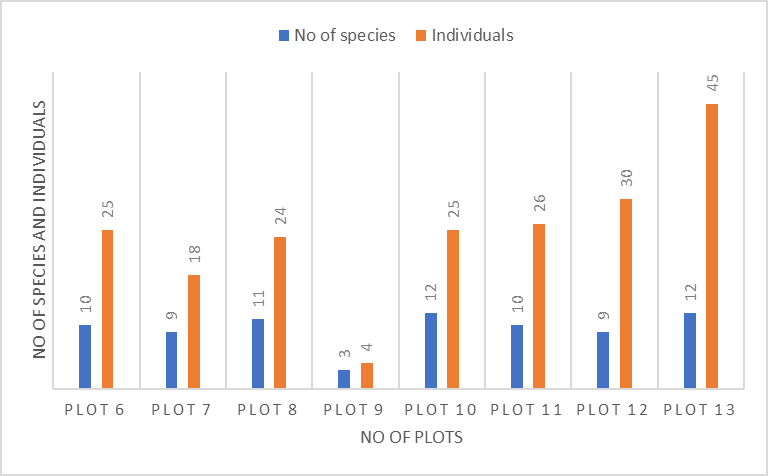 No of species Individuals
NO OF SPECIES AND INDIVIDUALS
10 25 9 18 11 24 3 4 12 25 10 26 9 30 12 45
PLOT 6 PLOT 7 PLOT 8 PLOT 9 PLOT 10 PLOT 11 PLOT 12 PLOT 13
NO OF PLOTS